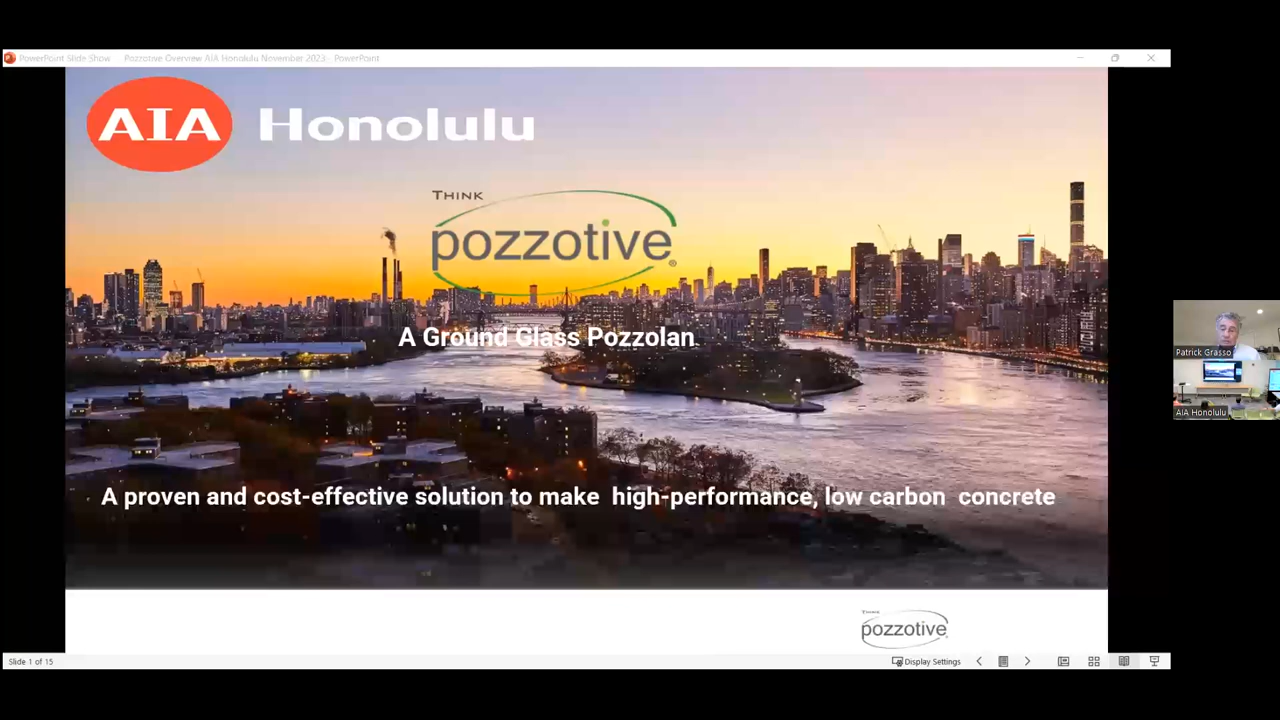 PowerPoint Slide Show - Pozzotive Overview AIA Honolulu November 2023 - PowerPoint
AIA Honolulu
THINK
pozzotive®
A Ground Glass Pozzolan
A proven and cost-effective solution to make high-performance, low carbon concrete
Patrick Grasso
AIA Honolulu
THINK
pozzotive
Slide 1 of 15
Display Settings